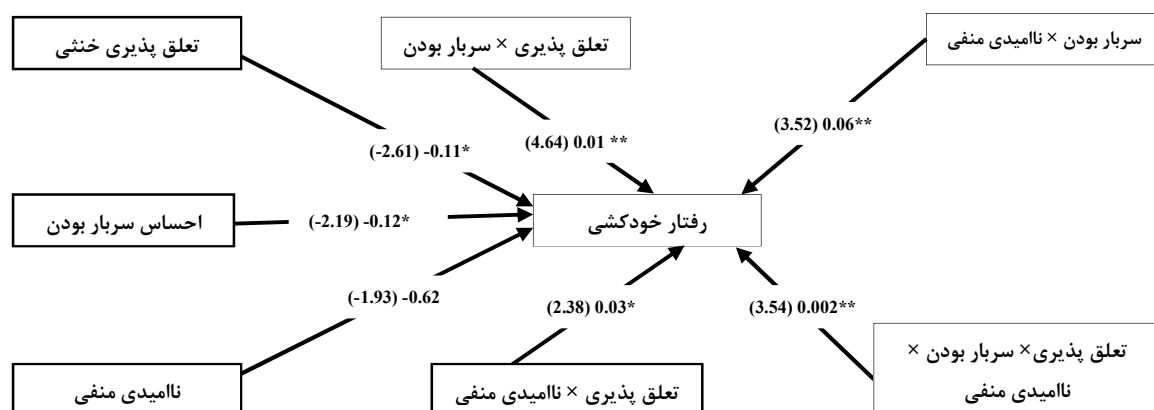 تعلق پذیری خنثی
تعلق پذیری × سربار بودن
سربار بودن × ناامیدی منفی
(3.52) 0.06**
(4.64) 0.01 **
(-2.61) -0.11*
احساس سربار بودن
(-2.19) -0.12*
رفتار خودکشی
(-1.93) -0.62
(2.38) 0.03*
(3.54) 0.002**
ناامیدی منفی
تعلق پذیری × ناامیدی منفی
تعلق پذیری× سربار بودن ×
ناامیدی منفی